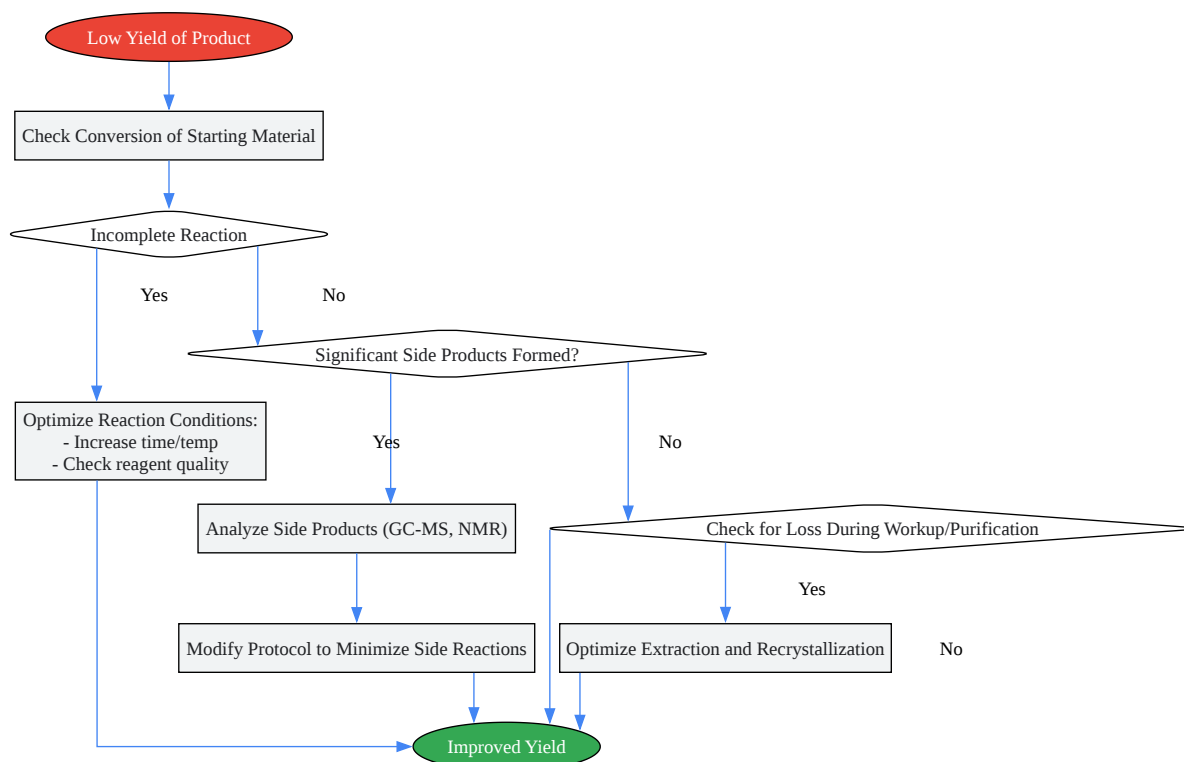 Low Yield of Product
Check Conversion of Starting Material
Incomplete Reaction
Yes
No
Significant Side Products Formed?
Optimize Reaction Conditions:
- Increase time/temp
- Check reagent quality
Yes
No
Analyze Side Products (GC-MS, NMR)
Check for Loss During Workup/Purification
Yes
Modify Protocol to Minimize Side Reactions
Optimize Extraction and Recrystallization
No
Improved Yield